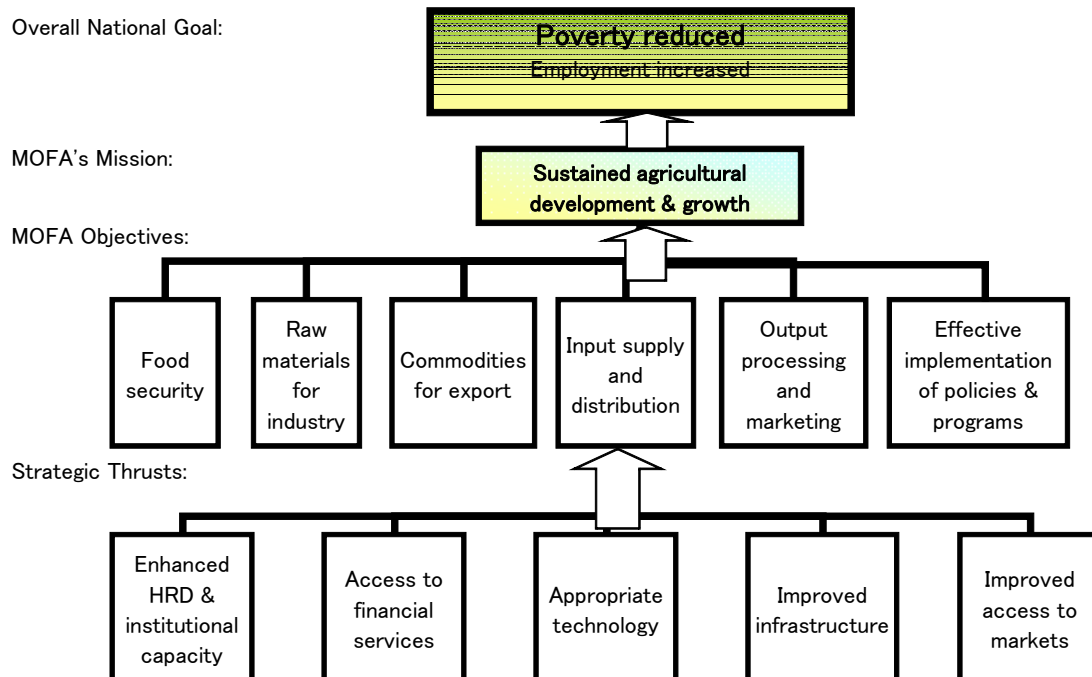 Overall National Goal:
Poverty reduced
Employment increased
MOFA's Mission:
Sustained agricultural
development & growth
MOFA Objectives:
Food
security
Raw
materials
for
industry
Commodities
for export
Input supply
and
distribution
Output
processing
and
marketing
Effective
implementation
of policies &
programs
Strategic Thrusts:
Enhanced
HRD &
institutional
capacity
Access to
financial
services
Appropriate
technology
Improved
infrastructure
Improved
access to
markets